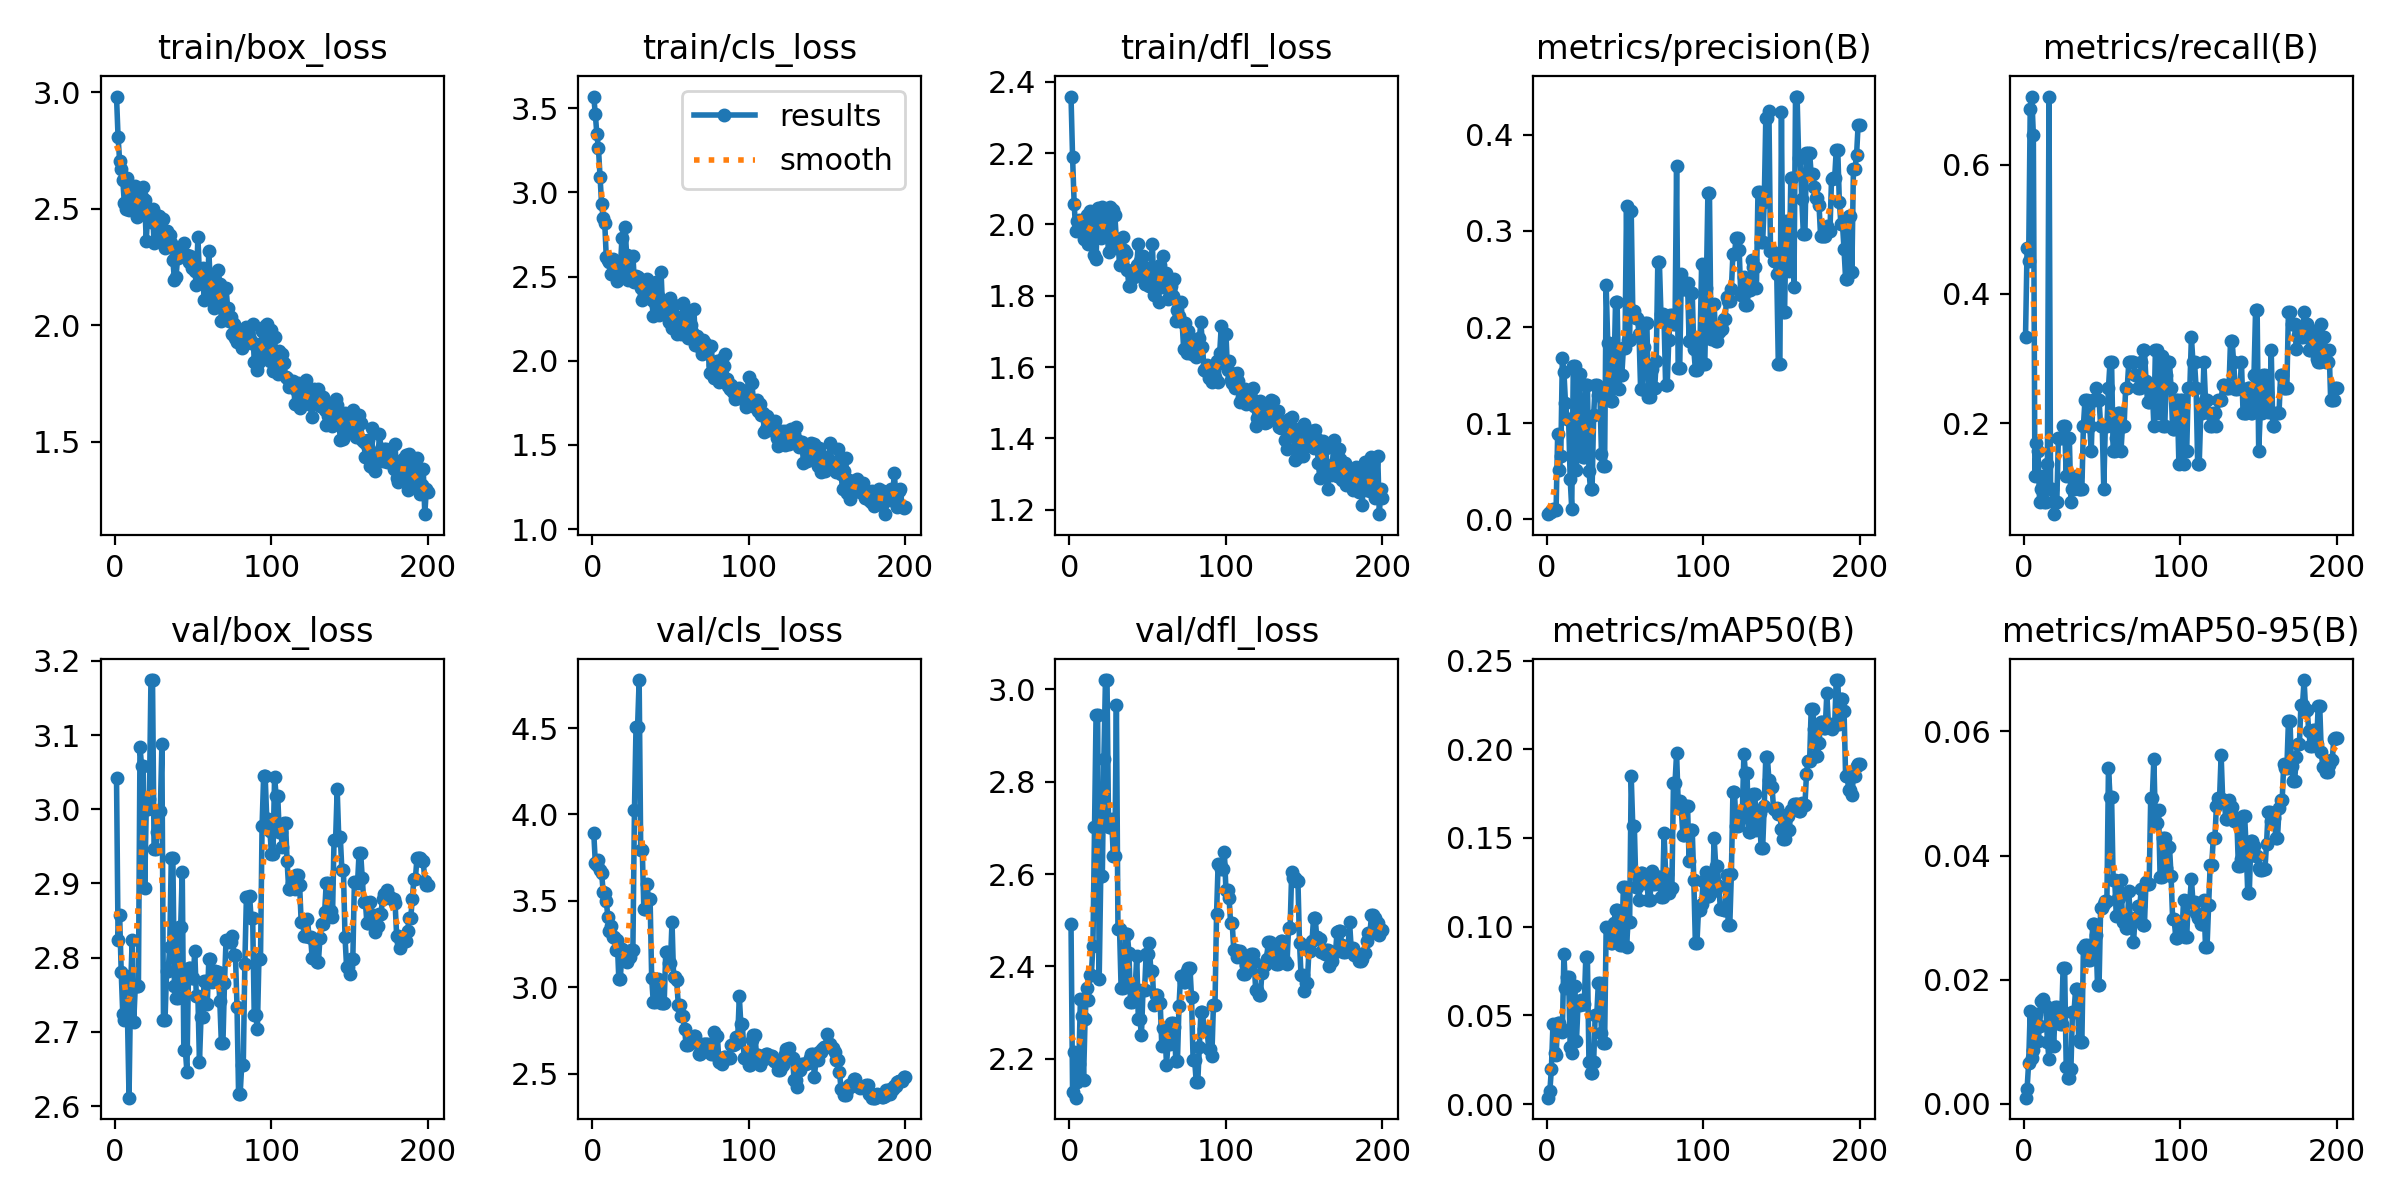 train/box_loss
3.0
2.5
2.0
1.5
0 100 200
train/cls_loss
results
smooth
3.5
3.0
2.5
2.0
1.5
1.0
0 100 200
train/dfl_loss
2.4
2.2
2.0
1.8
1.6
1.4
1.2
0 100 200
metrics/precision(B)
0.4
0.3
0.2
0.1
0.0
0 100 200
metrics/recall(B)
0.6
0.4
0.2
0 100 200
val/box_loss
3.2
3.1
3.0
2.9
2.8
2.7
2.6
0 100 200
val/cls_loss
4.5
4.0
3.5
3.0
2.5
0 100 200
val/dfl_loss
3.0
2.8
2.6
2.4
2.2
0 100 200
metrics/mAP50(B)
0.25
0.20
0.15
0.10
0.05
0.00
0 100 200
metrics/mAP50-95(B)
0.06
0.04
0.02
0.00
0 100 200